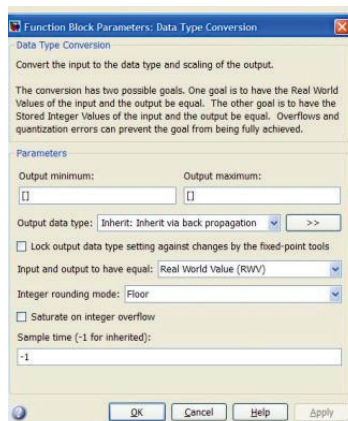 Function Block Parameters: Data Type Conversion
Data Type Conversion
Convert the input to the data type and scaling of the output.
The conversion has two possible goals. One goal is to have the Real World
Values of the input and the output be equal. The other goal is to have the
Stored Integer Values of the input and the output be equal. Overflows and
quantization errors can prevent the goal from being fully achieved.
Parameters
Output minimum: Output maximum:
[] []
Output data type: Inherit: Inherit via back propagation >>
Lock output data type setting against changes by the fixed-point tools
Input and output to have equal: Real World Value (RWV)
Integer rounding mode: Floor
Saturate on integer overflow
Sample time (-1 for inherited):
-1
? OK Cancel Help Apply